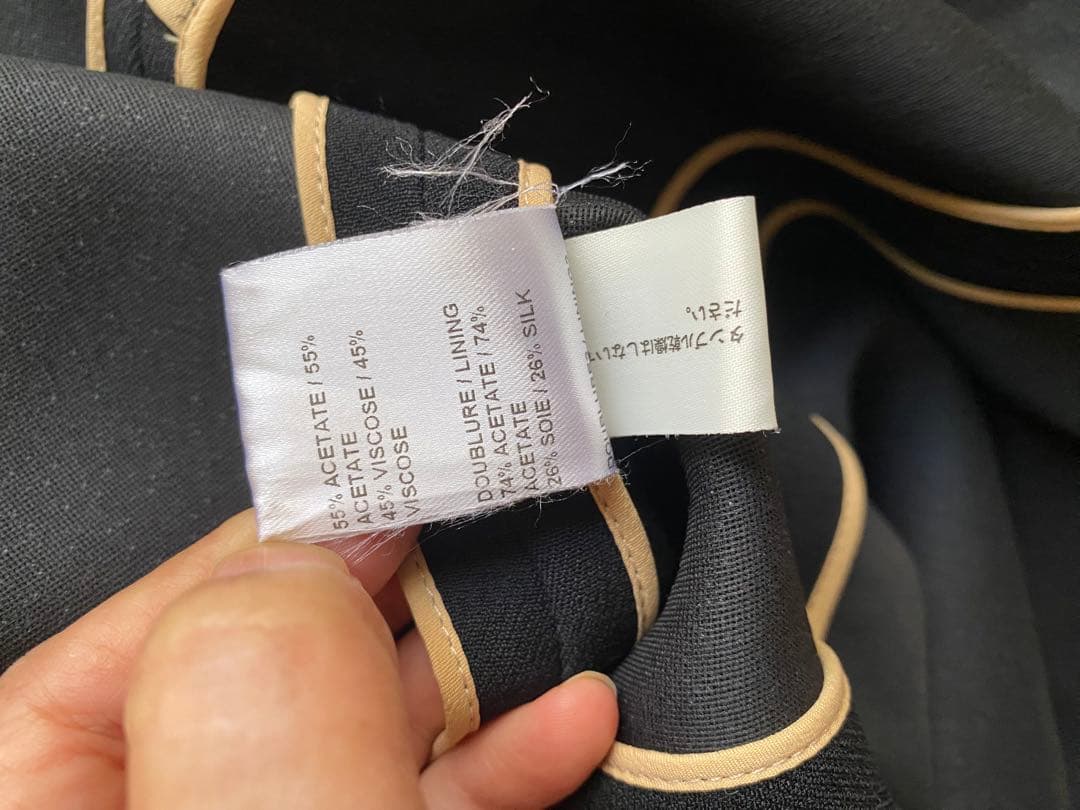 55% ACETATE / 55%
ACETATE
45% VISCOSE / 45%
VISCOSE
DOUBLURE / LINING
74% ACETATE / 74%
ACETATE
26% SOIE / 26% SILK
タンブル乾燥はしないで
ださい。